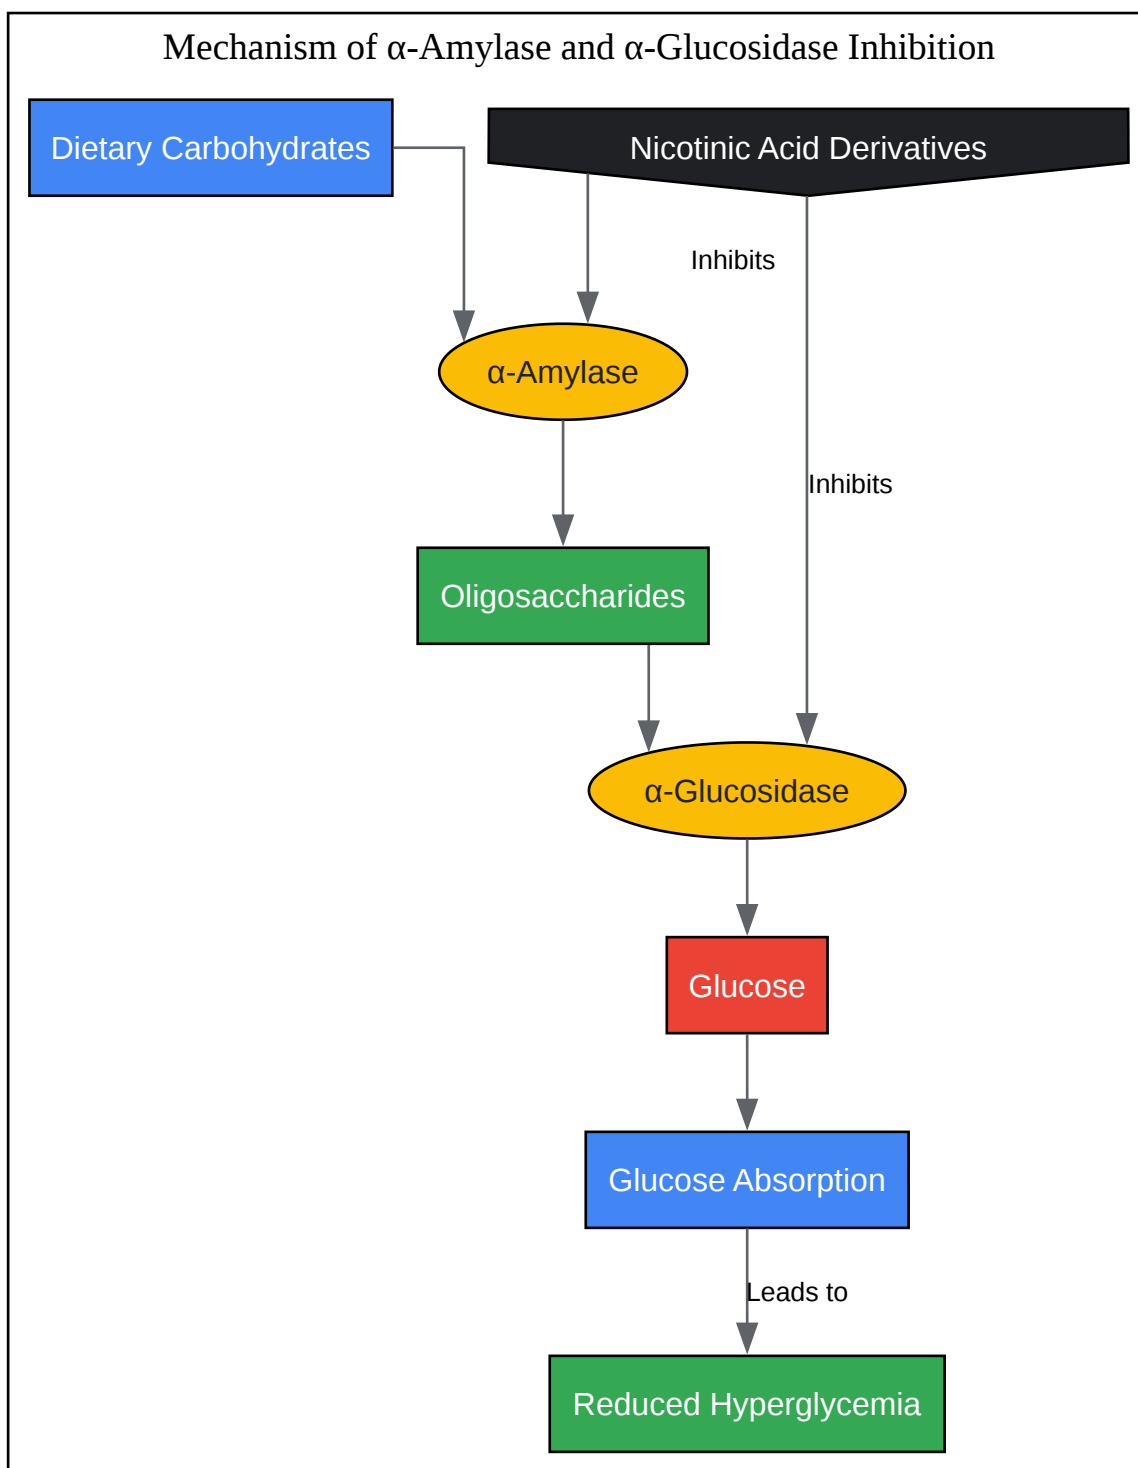 Mechanism of α-Amylase and α-Glucosidase Inhibition
Dietary Carbohydrates
Nicotinic Acid Derivatives
Inhibits
α-Amylase
Inhibits
Oligosaccharides
α-Glucosidase
Glucose
Glucose Absorption
Leads to
Reduced Hyperglycemia